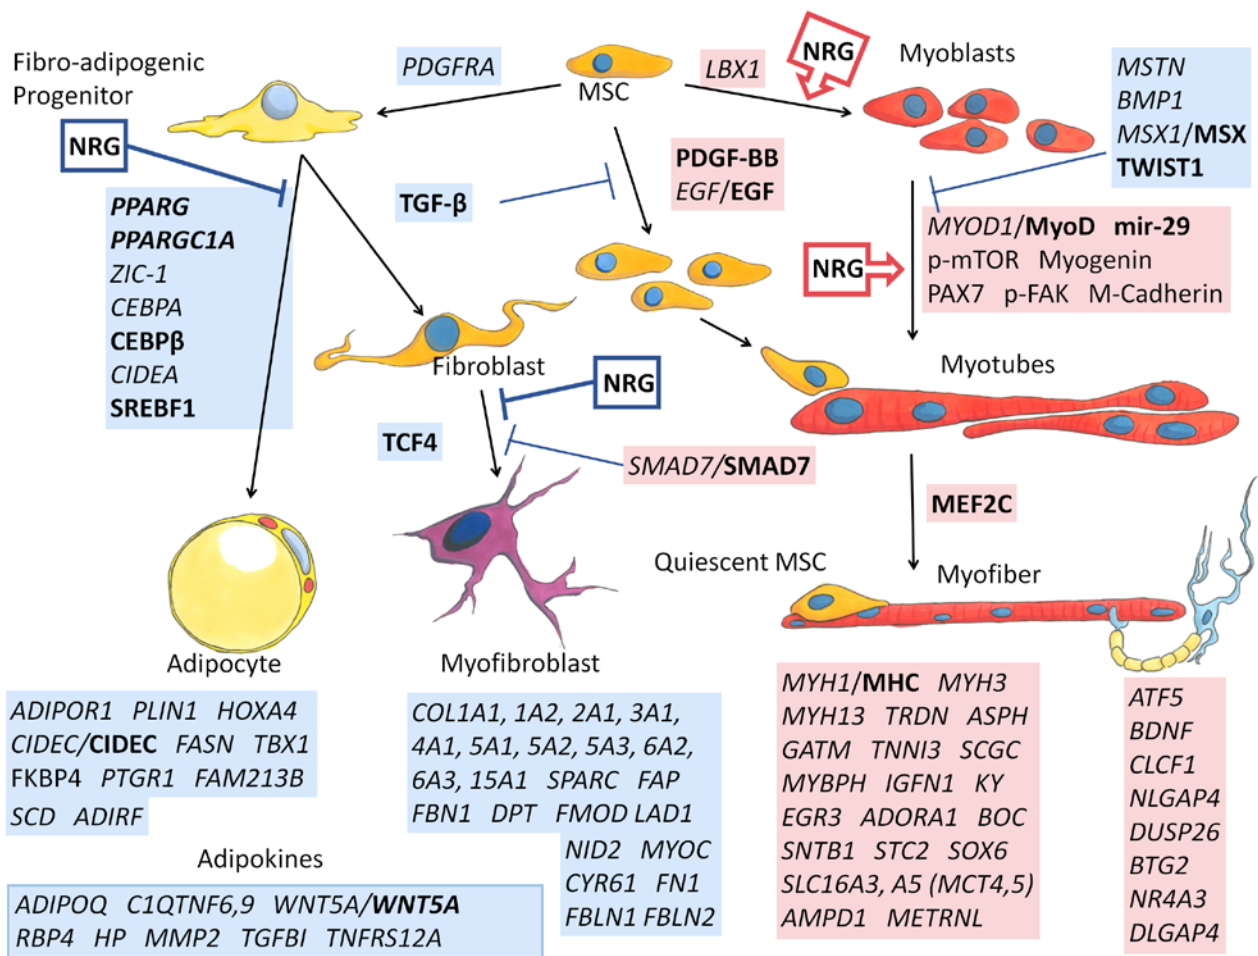 Fibro-adipogenic
Progenitor
PDGFRA
MSC
LBX1
NRG
Myoblasts
MSTN
BMP1
MSX1/MSX
TWIST1
NRG
PPARG
PPARGC1A
ZIC-1
CEBPA
CEBPβ
CIDEA
SREBF1
TGF-β
PDGF-BB
EGF/EGF
NRG
MYOD1/MyoD mir-29
p-mTOR Myogenin
PAX7 p-FAK M-Cadherin
Fibroblast
NRG
Myotubes
TCF4
SMAD7/SMAD7
MEF2C
Quiescent MSC
Myofiber
Adipocyte
Myofibroblast
ADIPOR1 PLIN1 HOXA4
CIDEC/CIDEC FASN TBX1
FKBP4 PTGR1 FAM213B
SCD ADIRF
Adipokines
ADIPOQ C1QTNF6,9 WNT5A/WNT5A
RBP4 HP MMP2 TGFBI TNFRS12A
COL1A1, 1A2, 2A1, 3A1,
4A1, 5A1, 5A2, 5A3, 6A2,
6A3, 15A1 SPARC FAP
FBN1 DPT FMOD LAD1
NID2 MYOC
CYR61 FN1
FBLN1 FBLN2
MYH1/MHC MYH3
MYH13 TRDN ASPH
GATM TNNI3 SCGC
MYBPH IGFN1 KY
EGR3 ADORA1 BOC
SNTB1 STC2 SOX6
SLC16A3, A5 (MCT4,5)
AMPD1 METRNL
ATF5
BDNF
CLCF1
NLGAP4
DUSP26
BTG2
NR4A3
DLGAP4